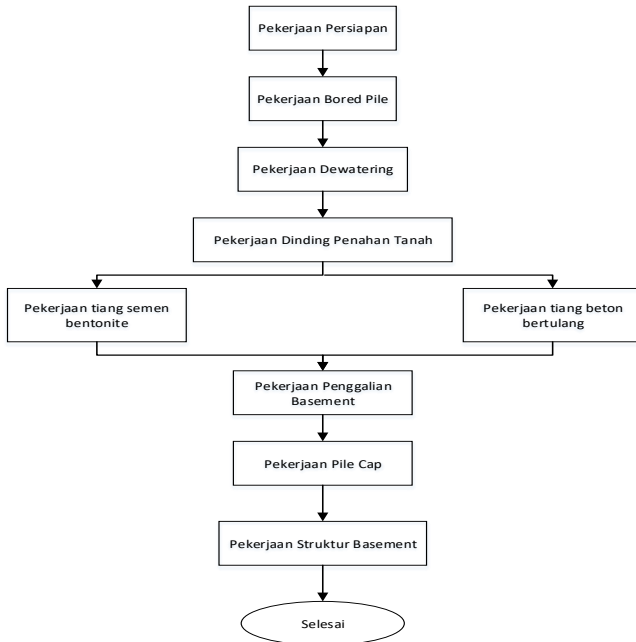 Pekerjaan Persiapan
Pekerjaan Bored Pile
Pekerjaan Dewatering
Pekerjaan Dinding Penahan Tanah
Pekerjaan tiang semen
bentonite
Pekerjaan tiang beton
bertulang
Pekerjaan Penggalian
Basement
Pekerjaan Pile Cap
Pekerjaan Struktur Basement
Selesai